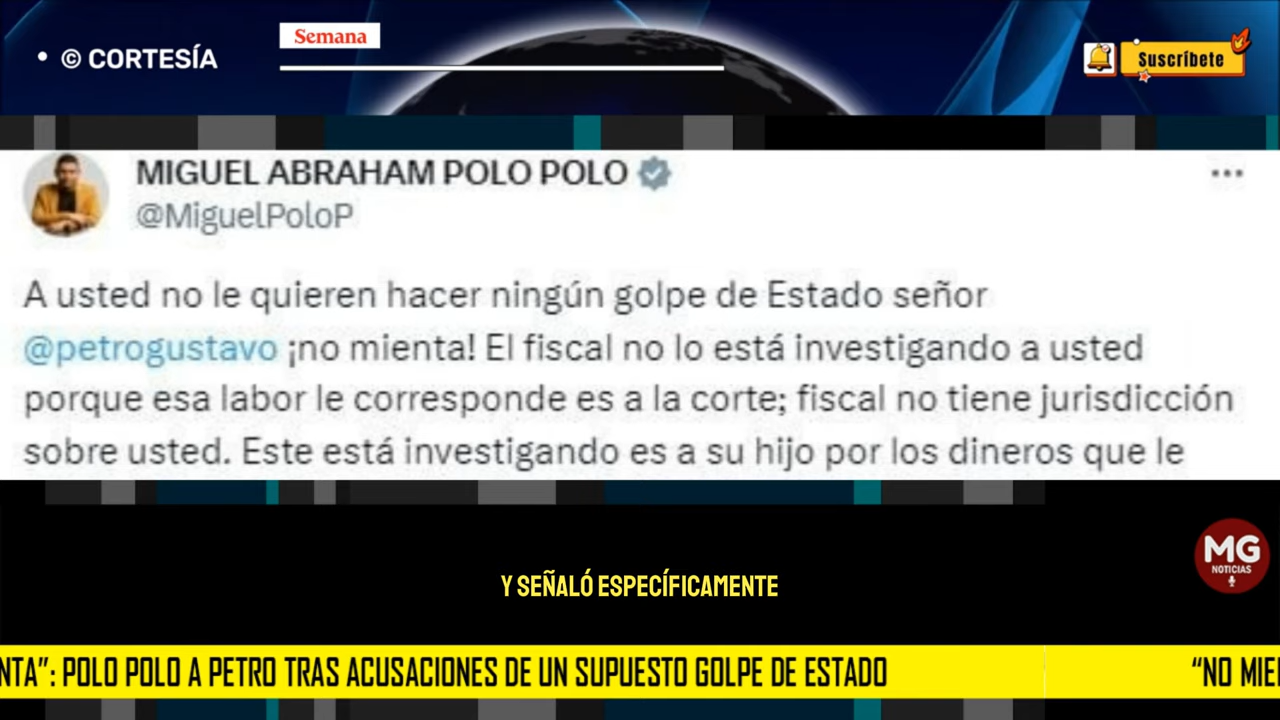 © CORTESÍA
Semana
Suscríbete
MIGUEL ABRAHAM POLO POLO
@MiguelPoloP
A usted no le quieren hacer ningún golpe de Estado señor
@petrogustavo ¡no mienta! El fiscal no lo está investigando a usted
porque esa labor le corresponde es a la corte; fiscal no tiene jurisdicción
sobre usted. Este está investigando es a su hijo por los dineros que le
MG
NOTICIAS
Y SEÑALÓ ESPECÍFICAMENTE
NTA”: POLO POLO A PETRO TRAS ACUSACIONES DE UN SUPUESTO GOLPE DE ESTADO
“NO MIE